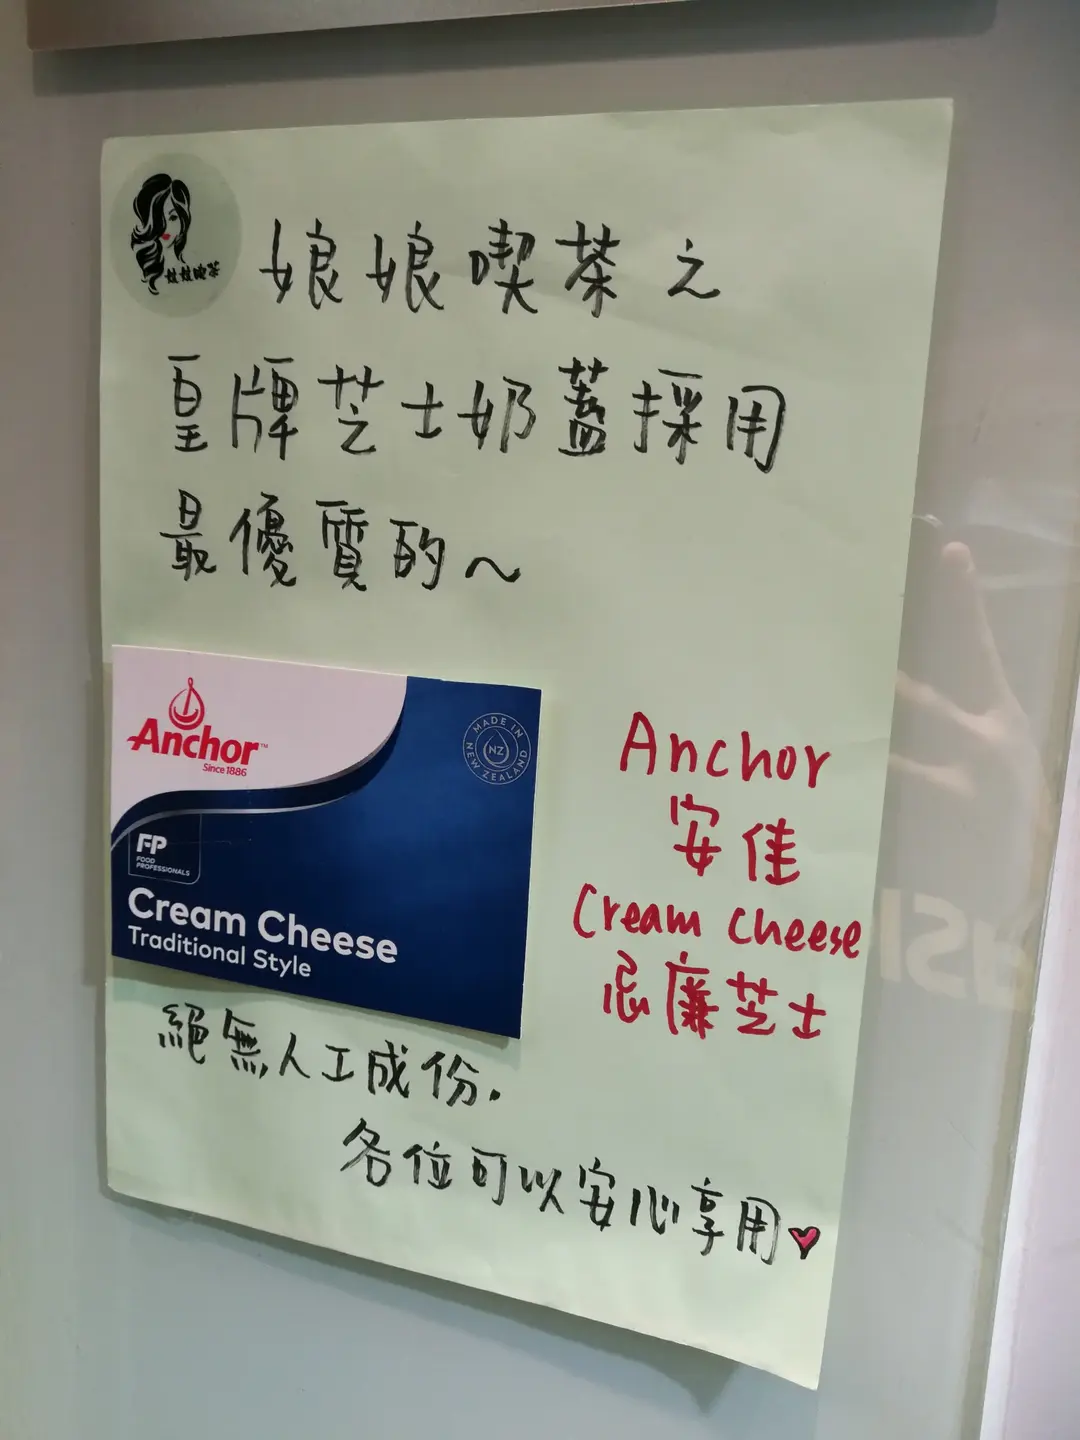 娘娘喫茶之
皇牌芝士奶蓋採用
最優質的~
Anchor™
Since 1886
MADE IN NEW ZEALAND
NZ
FP
FOOD
PROFESSIONALS
Cream Cheese
Traditional Style
Anchor
安佳
Cream cheese
忌廉芝士
絕無人工成份.
各位可以安心享用♥